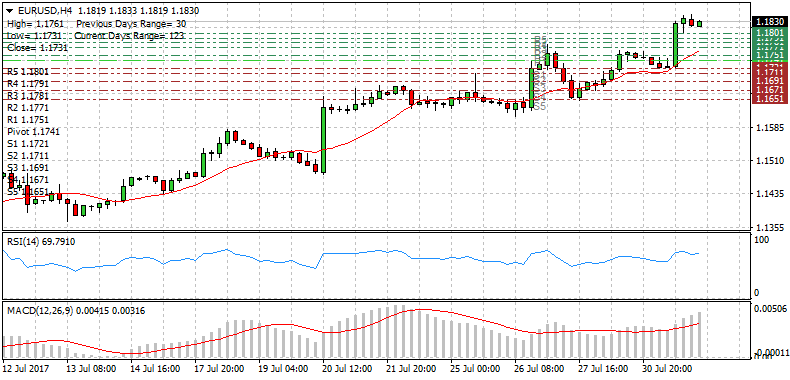 EURUSD,H4 1.1819 1.1833 1.1819 1.1830
High= 1.1761 Previous Days Range= 30
Low= 1.1731 Current Days Range= 123
Close= 1.1731
R5 1.1801
R4 1.1791
R3 1.1781
R2 1.1771
R1 1.1751
Pivot 1.1741
S1 1.1721
S2 1.1711
S3 1.1691
S4 1.1671
S5 1.1651
1.1830
1.1801
1.1751
1.1711
1.1691
1.1671
1.1651
1.1585
1.1510
1.1435
1.1355
RSI(14) 69.7910
100
0
MACD(12,26,9) 0.00415 0.00316
0.00506
-0.00011
12 Jul 2017 13 Jul 08:00 14 Jul 16:00 17 Jul 20:00 19 Jul 04:00 20 Jul 12:00 21 Jul 20:00 25 Jul 00:00 26 Jul 08:00 27 Jul 16:00 30 Jul 20:00